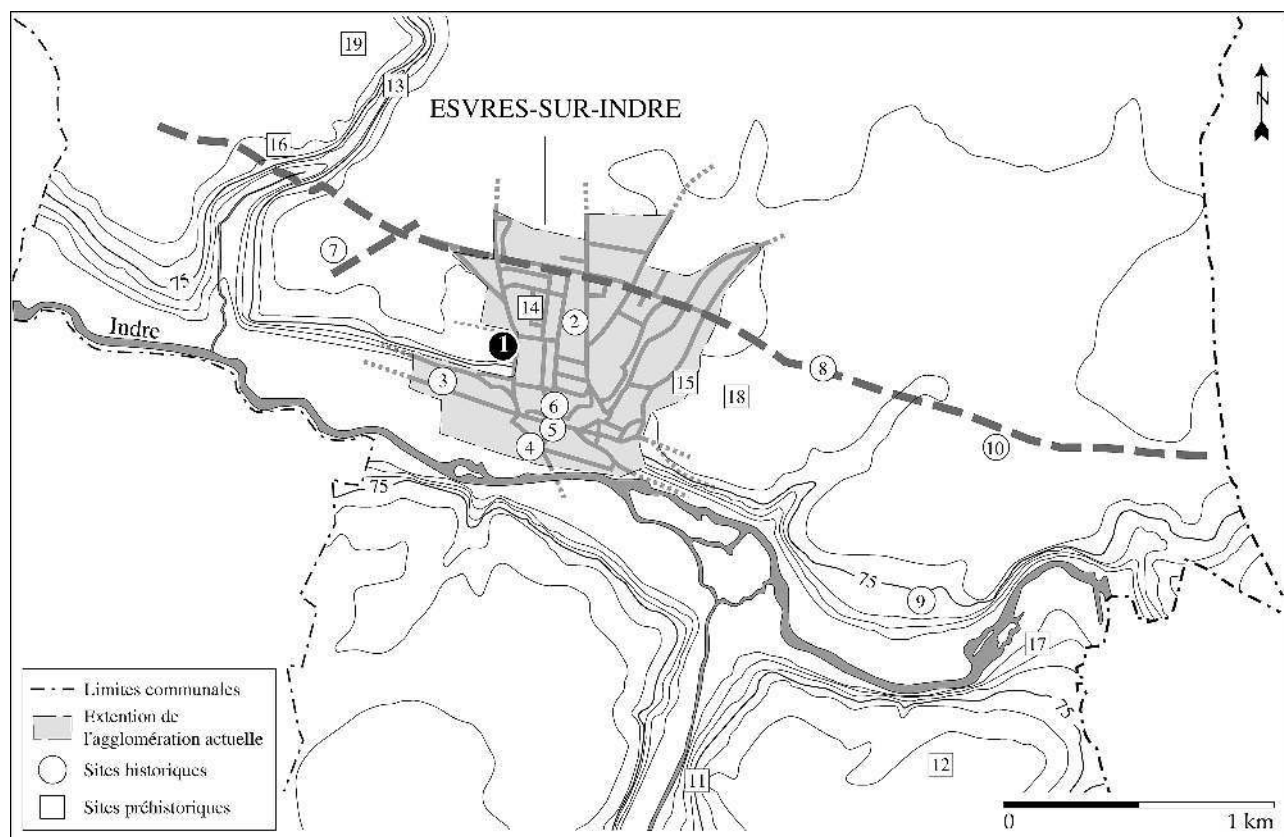 19
13
ESVRES-SUR-INDRE
N
16
7
75
14
2
Indre
1
8
3
15
18
6
5
4
10
75
75
9
17
75
12
11
Limites communales
Extention de
l'agglomération actuelle
Sites historiques
Sites préhistoriques
0 1 km